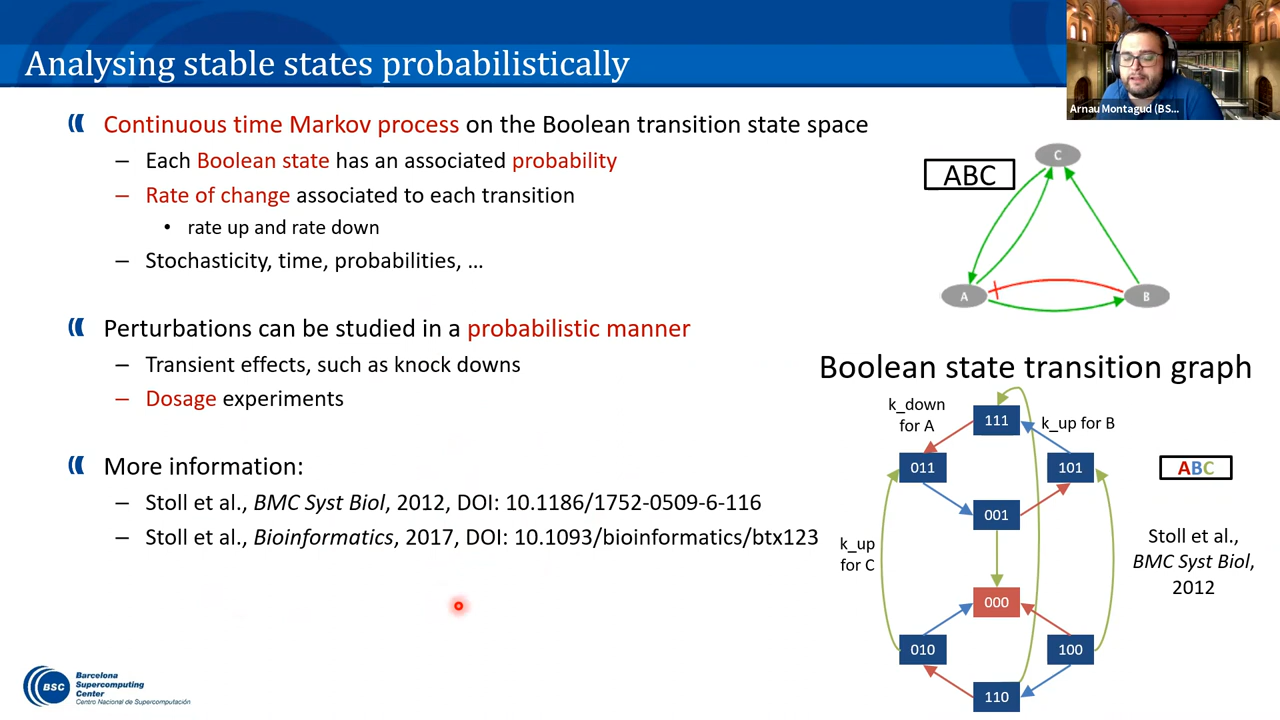 Analysing stable states probabilistically
Arnau Montagud (BS...
Continuous time Markov process on the Boolean transition state space
– Each Boolean state has an associated probability
– Rate of change associated to each transition
• rate up and rate down
– Stochasticity, time, probabilities, …
Perturbations can be studied in a probabilistic manner
– Transient effects, such as knock downs
– Dosage experiments
More information:
– Stoll et al., BMC Syst Biol, 2012, DOI: 10.1186/1752-0509-6-116
– Stoll et al., Bioinformatics, 2017, DOI: 10.1093/bioinformatics/btx123
ABC
C
A
B
Boolean state transition graph
k_down
for A
111
k_up for B
011
101
ABC
001
k_up
for C
Stoll et al.,
BMC Syst Biol,
2012
000
010
100
110
BSC
Barcelona
Supercomputing
Center
Centro Nacional de Supercomputación